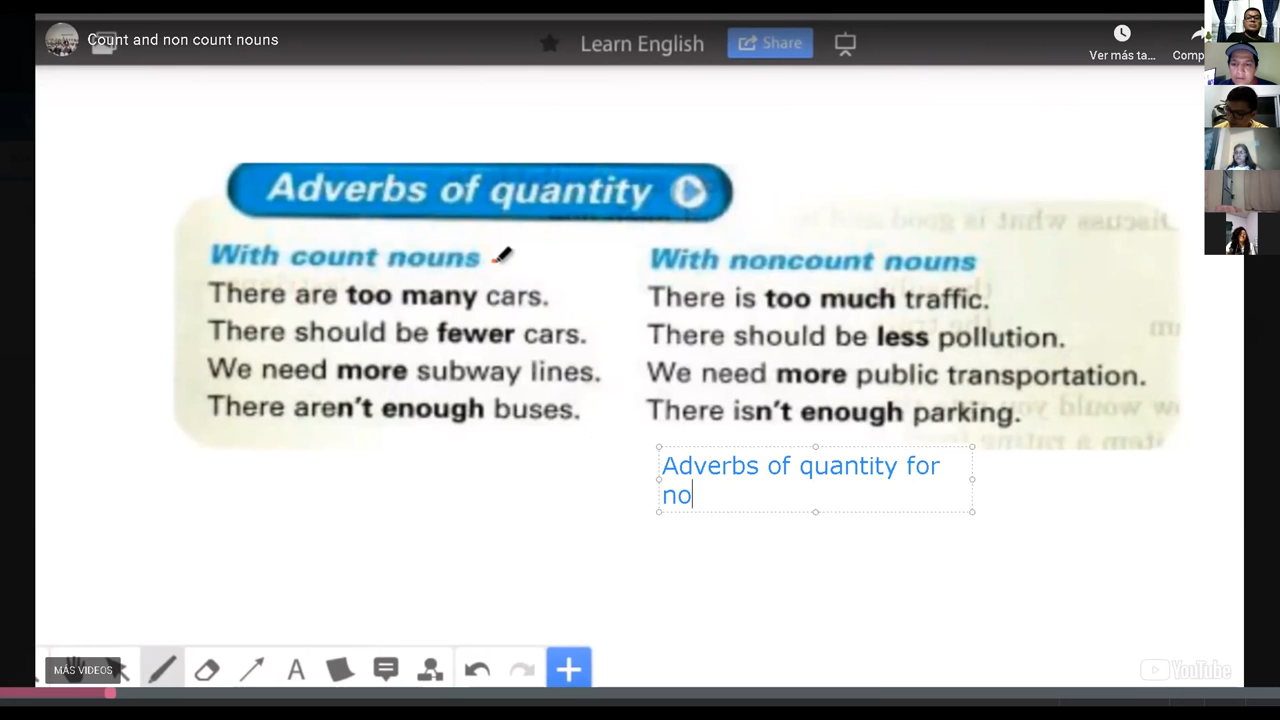 Count and non count nouns
Learn English
Share
Ver más ta...
Comp
Adverbs of quantity
With count nouns
There are too many cars.
There should be fewer cars.
We need more subway lines.
There aren't enough buses.
With noncount nouns
There is too much traffic.
There should be less pollution.
We need more public transportation.
There isn't enough parking.
Adverbs of quantity for
no
A
MÁS VIDEOS
YouTube